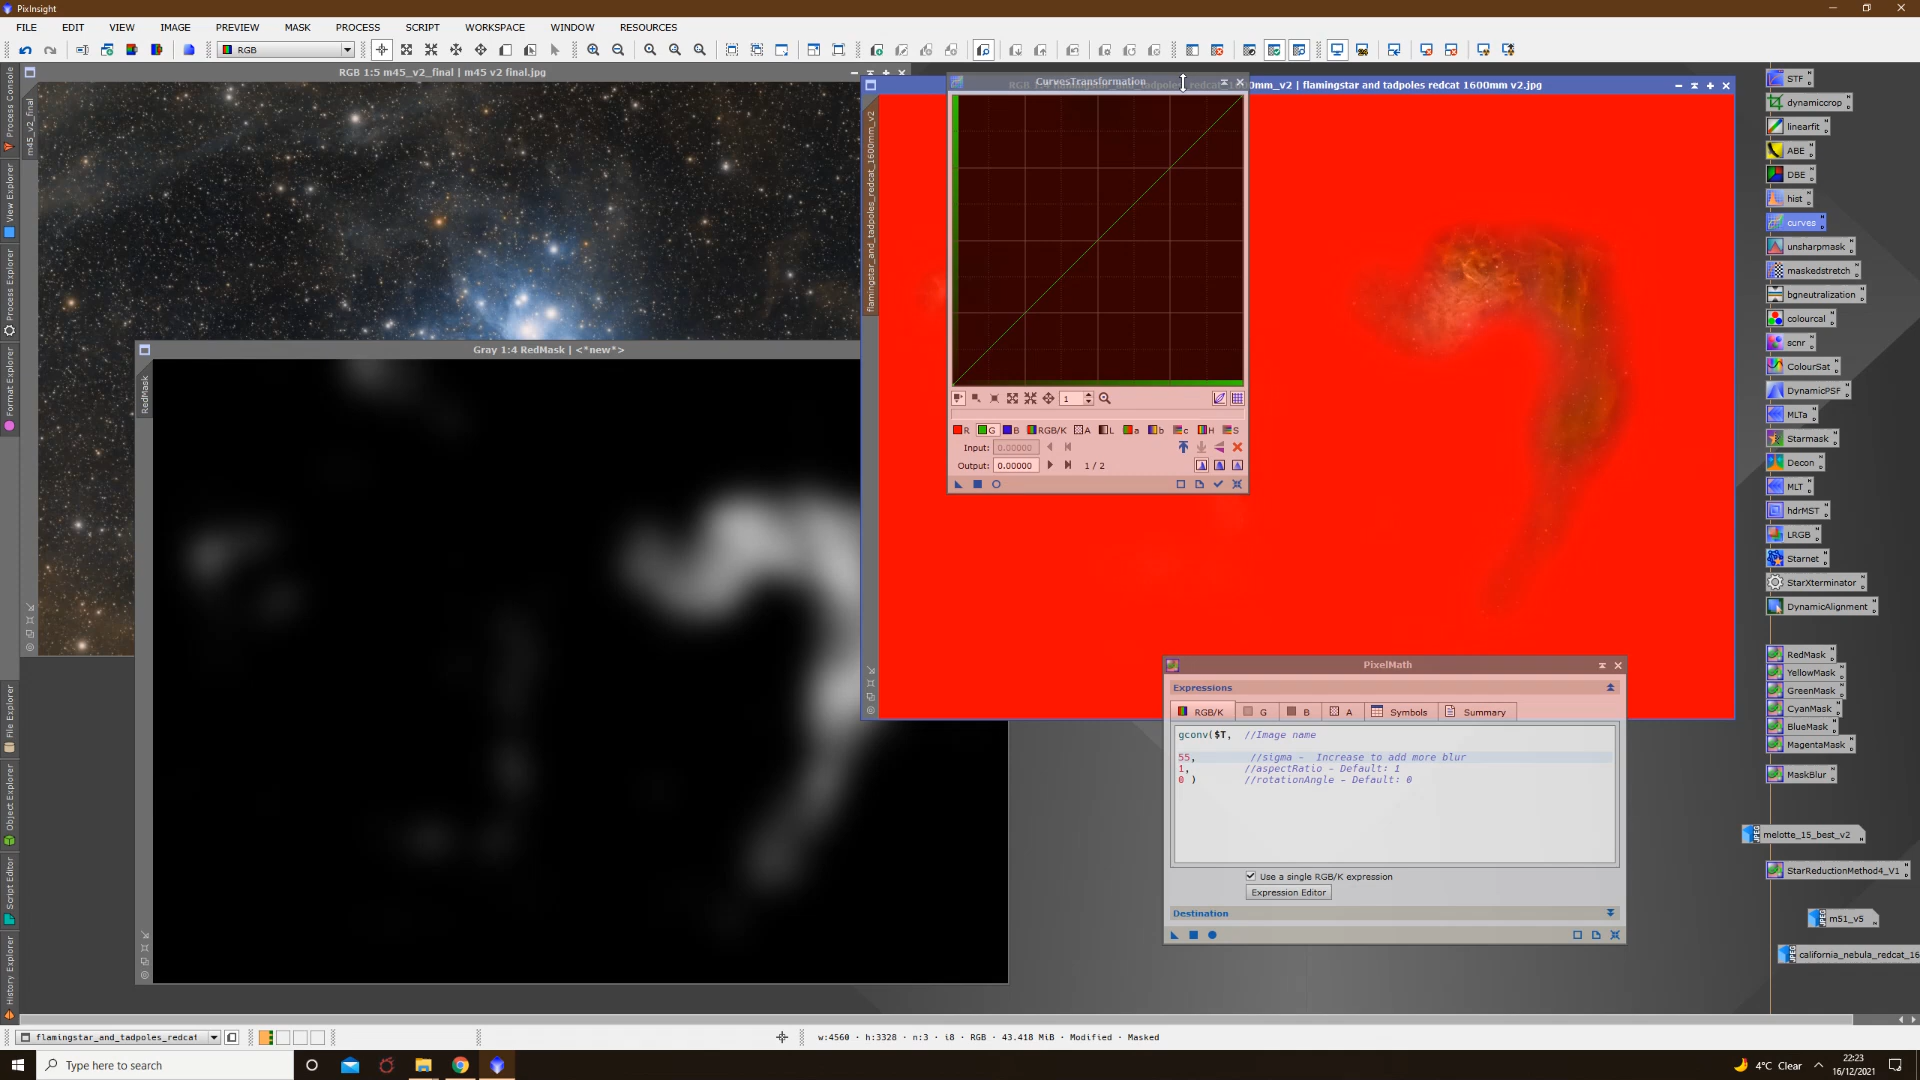 PixInsight
FILE EDIT VIEW IMAGE PREVIEW MASK PROCESS SCRIPT WORKSPACE WINDOW RESOURCES
RGB
RGB 1:5 m45_v2_final | m45 v2 final.jpg
m45_v2_final
Process Console
View Explorer
Process Explorer
Format Explorer
File Explorer
Object Explorer
Script Editor
History Explorer
Gray 1:4 RedMask | <*new*>
RedMask
0mm_v2 | flamingstar and tadpoles redcat 1600mm v2.jpg
flamingstar_and_tadpoles_redcat_1600mm_v2
CurvesTransformation
1
R G B RGB/K A L a b c H S
Input: 0.00000
Output: 0.00000 1 / 2
PixelMath
Expressions
RGB/K G B A Symbols Summary
gconv($T, //Image name
55, //sigma - Increase to add more blur
1, //aspectRatio - Default: 1
0 ) //rotationAngle - Default: 0
Use a single RGB/K expression
Expression Editor
Destination
STF
dynamiccrop
linearfit
ABE
DBE
hist
curves
unsharpmask
maskedstretch
bgneutralization
colourcal
scnr
ColourSat
DynamicPSF
MLTa
Starmask
Decon
MLT
hdrMST
LRGB
Starnet
StarXterminator
DynamicAlignment
RedMask
YellowMask
GreenMask
CyanMask
BlueMask
MagentaMask
MaskBlur
melotte_15_best_v2
StarReductionMethod4_V1
m51_v5
california_nebula_redcat_16
flamingstar_and_tadpoles_redcat
w:4560 · h:3328 · n:3 · i8 · RGB · 43.418 MiB · Modified · Masked
Type here to search
4°C Clear
22:23
16/12/2021